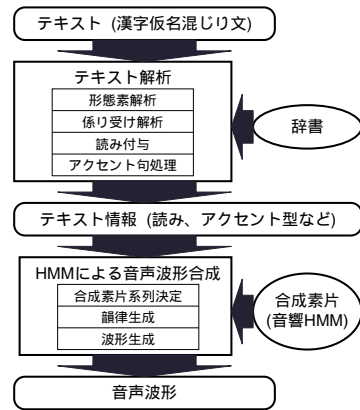 テキスト (漢字仮名混じり文)
テキスト解析
形態素解析
係り受け解析
読み付与
アクセント句処理
辞書
テキスト情報 (読み、アクセント型など)
HMMによる音声波形合成
合成素片系列決定
韻律生成
波形生成
合成素片
(音響HMM)
音声波形